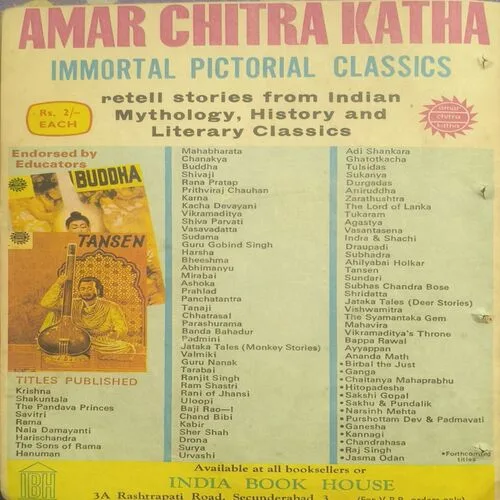 AMAR CHITRA KATHA
IMMORTAL PICTORIAL CLASSICS
retell stories from Indian
Mythology, History and
Literary Classics
Rs. 2/-
EACH
amar
chitra
katha
Endorsed by
Educators
BUDDHA
TANSEN
TITLES PUBLISHED
Krishna
Shakuntala
The Pandava Princes
Savitri
Rama
Nala Damayanti
Harischandra
The Sons of Rama
Hanuman
Mahabharata
Chanakya
Buddha
Shivaji
Rana Pratap
Prithviraj Chauhan
Karna
Kacha Devayani
Vikramaditya
Shiva Parvati
Vasavadatta
Sudama
Guru Gobind Singh
Harsha
Bheeshma
Abhimanyu
Mirabai
Ashoka
Prahlad
Panchatantra
Tanaji
Chhatrasal
Parashurama
Banda Bahadur
Padmini
Jataka Tales (Monkey Stories)
Valmiki
Guru Nanak
Tarabai
Ranjit Singh
Ram Shastri
Rani of Jhansi
Uloopi
Baji Rao—I
Chand Bibi
Kabir
Sher Shah
Drona
Surya
Urvashi
Adi Shankara
Ghatotkacha
Tulsidas
Sukanya
Durgadas
Aniruddha
Zarathushtra
The Lord of Lanka
Tukaram
Agastya
Vasantasena
Indra & Shachi
Draupadi
Subhadra
Ahilyabai Holkar
Tansen
Sundari
Subhas Chandra Bose
Shridatta
Jataka Tales (Deer Stories)
Vishwamitra
The Syamantaka Gem
Mahavira
Vikramaditya's Throne
Bappa Rawal
Ayyappan
Ananda Math
Birbal the Just
•Ganga
•Chaitanya Mahaprabhu
•Hitopadesha
•Sakshi Gopal
•Sakhu & Pundalik
•Narsinh Mehta
•Purshottam Dev & Padmavati
•Ganesha
•Kannagi
•Chandrahasa
•Raj Singh
•Jasma Odan
•Forthcoming
titles
Available at all booksellers or
IBH
INDIA BOOK HOUSE
3A Rashtrapati Road, Secunderabad 3